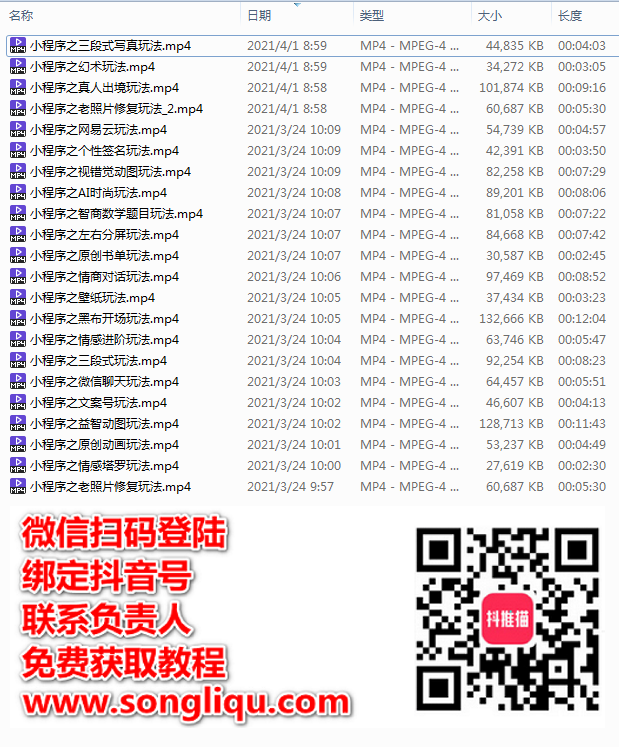 名称 日期 类型 大小 长度
小程序之三段式写真玩法.mp4 2021/4/1 8:59 MP4 - MPEG-4 ... 44,835 KB 00:04:03
小程序之幻术玩法.mp4 2021/4/1 8:59 MP4 - MPEG-4 ... 34,272 KB 00:03:05
小程序之真人出境玩法.mp4 2021/4/1 8:58 MP4 - MPEG-4 ... 101,874 KB 00:09:16
小程序之老照片修复玩法_2.mp4 2021/4/1 8:58 MP4 - MPEG-4 ... 60,687 KB 00:05:30
小程序之网易云玩法.mp4 2021/3/24 10:09 MP4 - MPEG-4 ... 54,739 KB 00:04:57
小程序之个性签名玩法.mp4 2021/3/24 10:09 MP4 - MPEG-4 ... 42,391 KB 00:03:50
小程序之视错觉动图玩法.mp4 2021/3/24 10:09 MP4 - MPEG-4 ... 82,258 KB 00:07:29
小程序之AI时尚玩法.mp4 2021/3/24 10:08 MP4 - MPEG-4 ... 89,201 KB 00:08:06
小程序之智商数学题目玩法.mp4 2021/3/24 10:07 MP4 - MPEG-4 ... 81,058 KB 00:07:22
小程序之左右分屏玩法.mp4 2021/3/24 10:07 MP4 - MPEG-4 ... 84,668 KB 00:07:42
小程序之原创书单玩法.mp4 2021/3/24 10:07 MP4 - MPEG-4 ... 30,587 KB 00:02:45
小程序之情商对话玩法.mp4 2021/3/24 10:06 MP4 - MPEG-4 ... 97,469 KB 00:08:52
小程序之壁纸玩法.mp4 2021/3/24 10:05 MP4 - MPEG-4 ... 37,434 KB 00:03:23
小程序之黑布开场玩法.mp4 2021/3/24 10:05 MP4 - MPEG-4 ... 132,666 KB 00:12:04
小程序之情感进阶玩法.mp4 2021/3/24 10:04 MP4 - MPEG-4 ... 63,746 KB 00:05:47
小程序之三段式玩法.mp4 2021/3/24 10:04 MP4 - MPEG-4 ... 92,254 KB 00:08:23
小程序之微信聊天玩法.mp4 2021/3/24 10:03 MP4 - MPEG-4 ... 64,457 KB 00:05:51
小程序之文案号玩法.mp4 2021/3/24 10:02 MP4 - MPEG-4 ... 46,607 KB 00:04:13
小程序之益智动图玩法.mp4 2021/3/24 10:02 MP4 - MPEG-4 ... 128,713 KB 00:11:43
小程序之原创动画玩法.mp4 2021/3/24 10:01 MP4 - MPEG-4 ... 53,237 KB 00:04:49
小程序之情感塔罗玩法.mp4 2021/3/24 10:00 MP4 - MPEG-4 ... 27,619 KB 00:02:30
小程序之老照片修复玩法.mp4 2021/3/24 9:57 MP4 - MPEG-4 ... 60,687 KB 00:05:30
微信扫码登陆
绑定抖音号
联系负责人
免费获取教程
www.songliqu.com
抖推猫